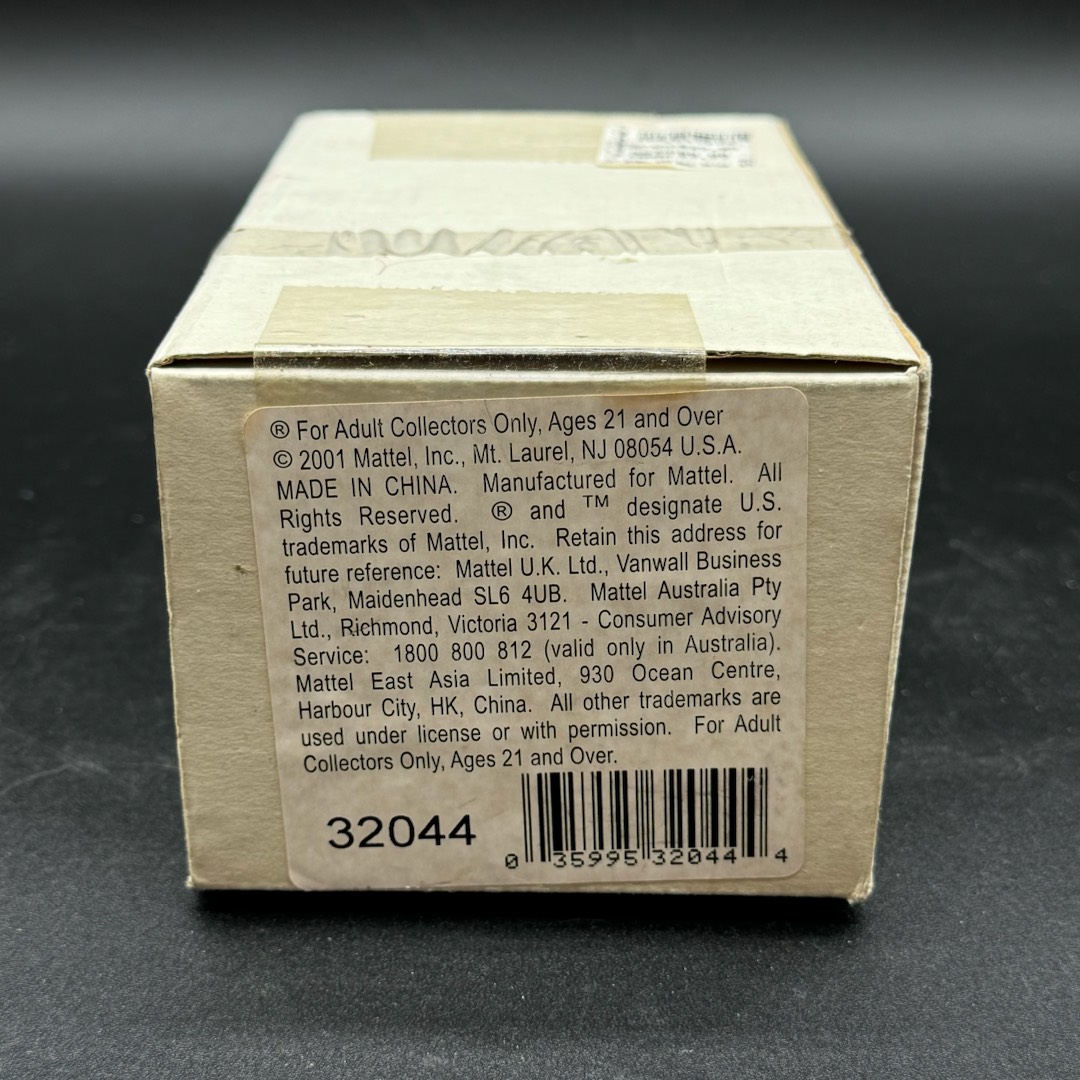 ® For Adult Collectors Only, Ages 21 and Over
© 2001 Mattel, Inc., Mt. Laurel, NJ 08054 U.S.A.
MADE IN CHINA. Manufactured for Mattel. All
Rights Reserved. ® and ™ designate U.S.
trademarks of Mattel, Inc. Retain this address for
future reference: Mattel U.K. Ltd., Vanwall Business
Park, Maidenhead SL6 4UB. Mattel Australia Pty
Ltd., Richmond, Victoria 3121 - Consumer Advisory
Service: 1800 800 812 (valid only in Australia).
Mattel East Asia Limited, 930 Ocean Centre,
Harbour City, HK, China. All other trademarks are
used under license or with permission. For Adult
Collectors Only, Ages 21 and Over.
32044
0 35995 32044 4